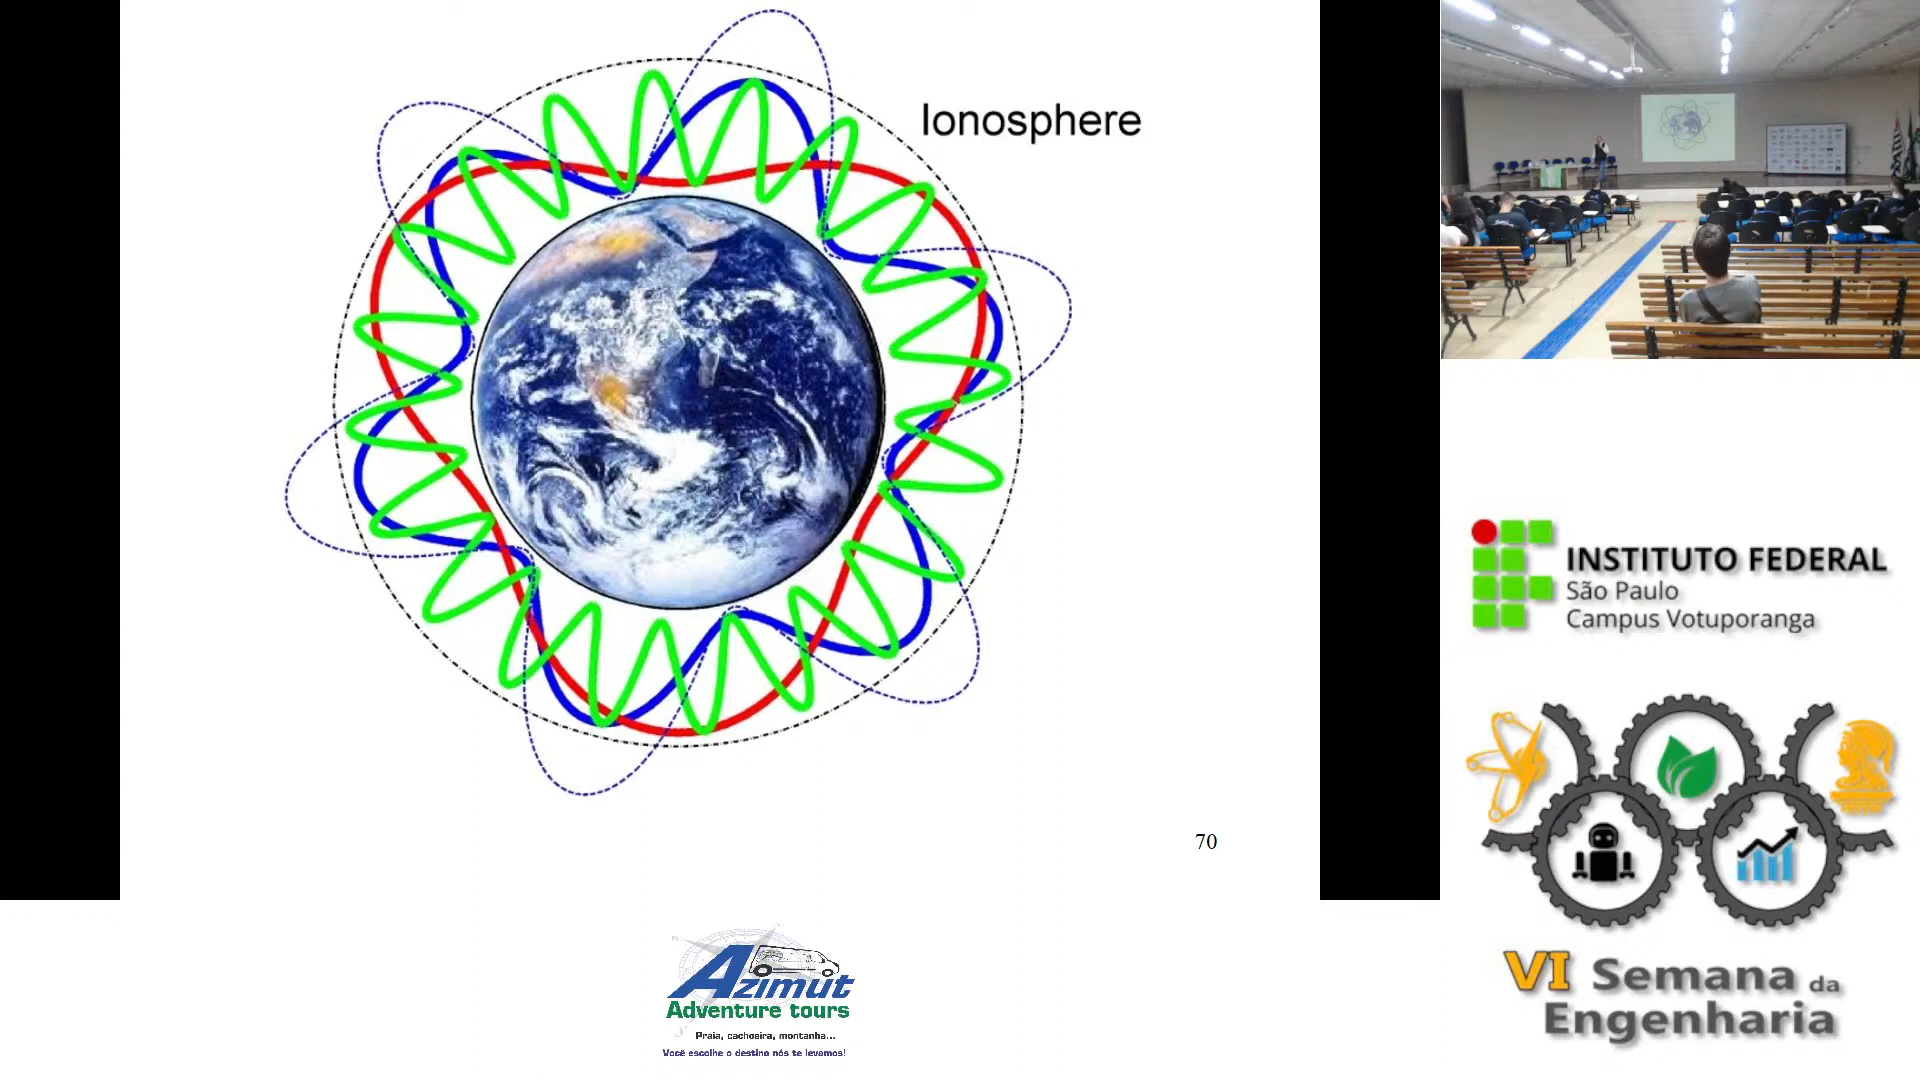 Ionosphere
70
INSTITUTO FEDERAL
São Paulo
Campus Votuporanga
VI Semana da
Engenharia
Azimut
Adventure tours
Praia, cachoeira, montanha...
Você escolhe o destino nós te levamos!